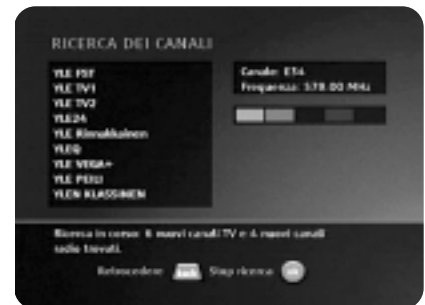 RICERCA DEI CANALI
YLE FST
YLE TV1
YLE TV2
YLE24
YLE Rinnakkainen
YLEQ
YLE VEGA+
YLE PEILI
YLEN KLASSINEN
Canale: E34
Frequenza: 578.00 MHz
Ricerca in corso: 6 nuovi canali TV e 4 nuovi canali
radio trovati.
Retrocedere Stop ricerca